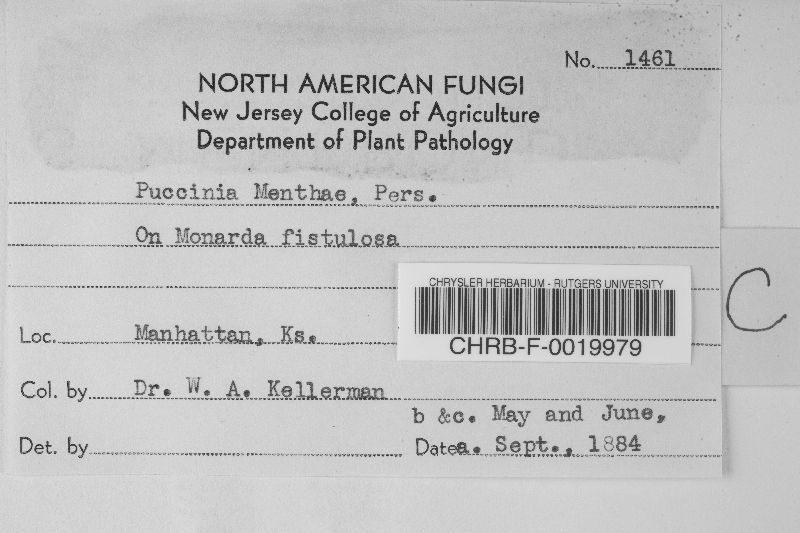 No. 1461
NORTH AMERICAN FUNGI
New Jersey College of Agriculture
Department of Plant Pathology
Puccinia Menthae, Pers.
On Monarda fistulosa
CHRYSLER HERBARIUM - RUTGERS UNIVERSITY
CHRB-F-0019979
C
Loc. Manhattan, Ks.
Col. by Dr. W. A. Kellerman
b &c. May and June,
Det. by Date a. Sept., 1884